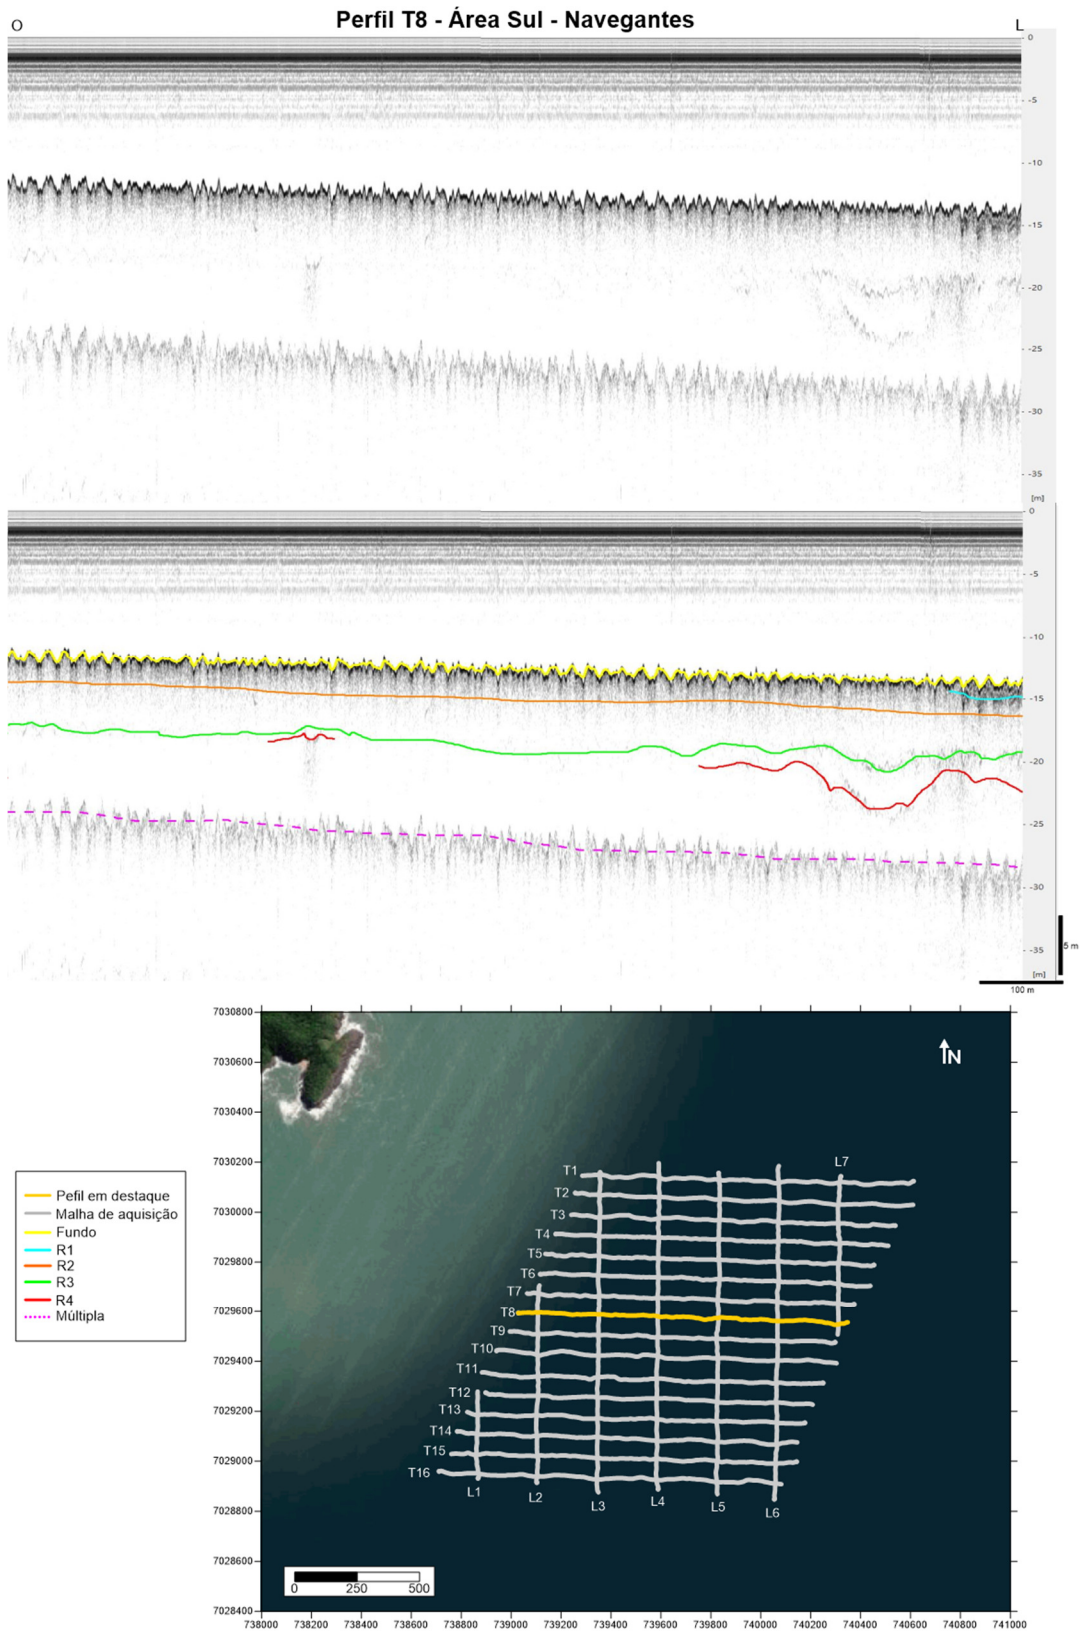 Perfil T8 - Área Sul - Navegantes
O
L
0
-5
-10
-15
-20
-25
-30
-35
[m]
0
-5
-10
-15
-20
-25
-30
-35
[m]
5 m
100 m
7030800
7030600
7030400
7030200
7030000
7029800
7029600
7029400
7029200
7029000
7028800
7028600
7028400
N
T1
L7
T2
T3
T4
T5
T6
T7
T8
T9
T10
T11
T12
T13
T14
T15
T16
L1
L2
L3
L4
L5
L6
Pefil em destaque
Malha de aquisição
Fundo
R1
R2
R3
R4
Múltipla
0 250 500
738000 738200 738400 738600 738800 739000 739200 739400 739600 739800 740000 740200 740400 740600 740800 741000